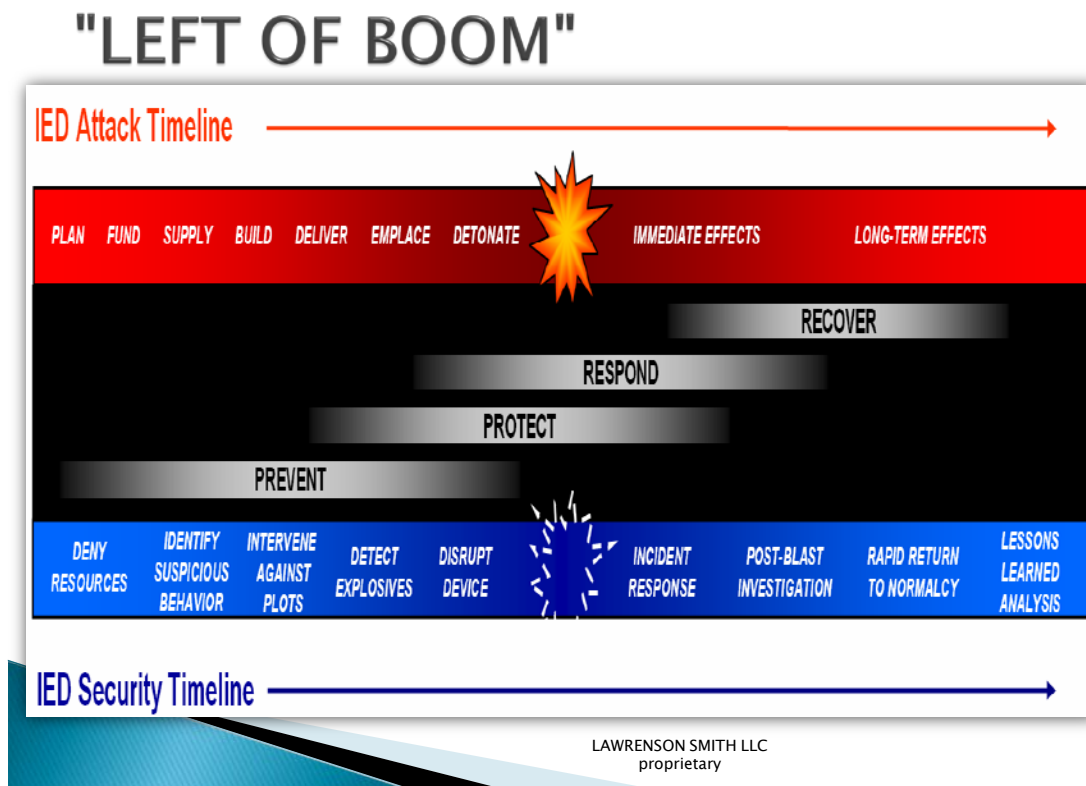 "LEFT OF BOOM"
IED Attack Timeline
PLAN FUND SUPPLY BUILD DELIVER EMPLACE DETONATE IMMEDIATE EFFECTS LONG-TERM EFFECTS
RECOVER
RESPOND
PROTECT
PREVENT
DENY
RESOURCES
IDENTIFY
SUSPICIOUS
BEHAVIOR
INTERVENE
AGAINST
PLOTS
DETECT
EXPLOSIVES
DISRUPT
DEVICE
INCIDENT
RESPONSE
POST-BLAST
INVESTIGATION
RAPID RETURN
TO NORMALCY
LESSONS
LEARNED
ANALYSIS
IED Security Timeline
LAWRENSON SMITH LLC
proprietary